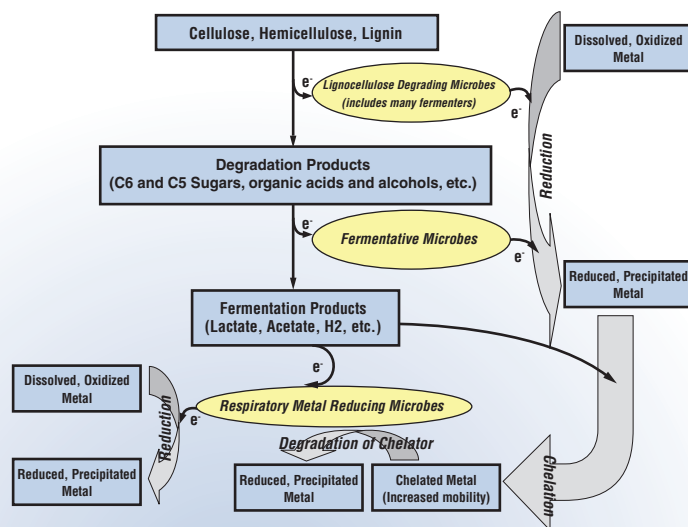 Cellulose, Hemicellulose, Lignin
Dissolved, Oxidized
Metal
e-
Lignocellulose Degrading Microbes
(includes many fermenters)
e-
Reduction
Degradation Products
(C6 and C5 Sugars, organic acids and alcohols, etc.)
e-
Fermentative Microbes
e-
Reduced, Precipitated
Metal
Fermentation Products
(Lactate, Acetate, H2, etc.)
e-
Dissolved, Oxidized
Metal
Respiratory Metal Reducing Microbes
e-
Reduction
Degradation of Chelator
Chelation
Reduced, Precipitated
Metal
Reduced, Precipitated
Metal
Chelated Metal
(Increased mobility)